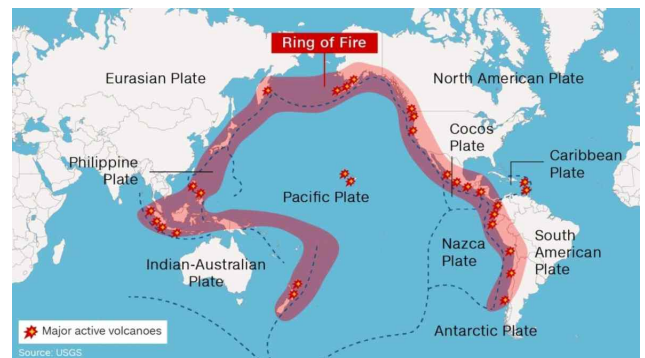 Ring of Fire
Eurasian Plate
North American Plate
Cocos
Plate
Caribbean
Plate
Philippine
Plate
Pacific Plate
Nazca
Plate
South
American
Plate
Indian-Australian
Plate
Antarctic Plate
Major active volcanoes
Source: USGS